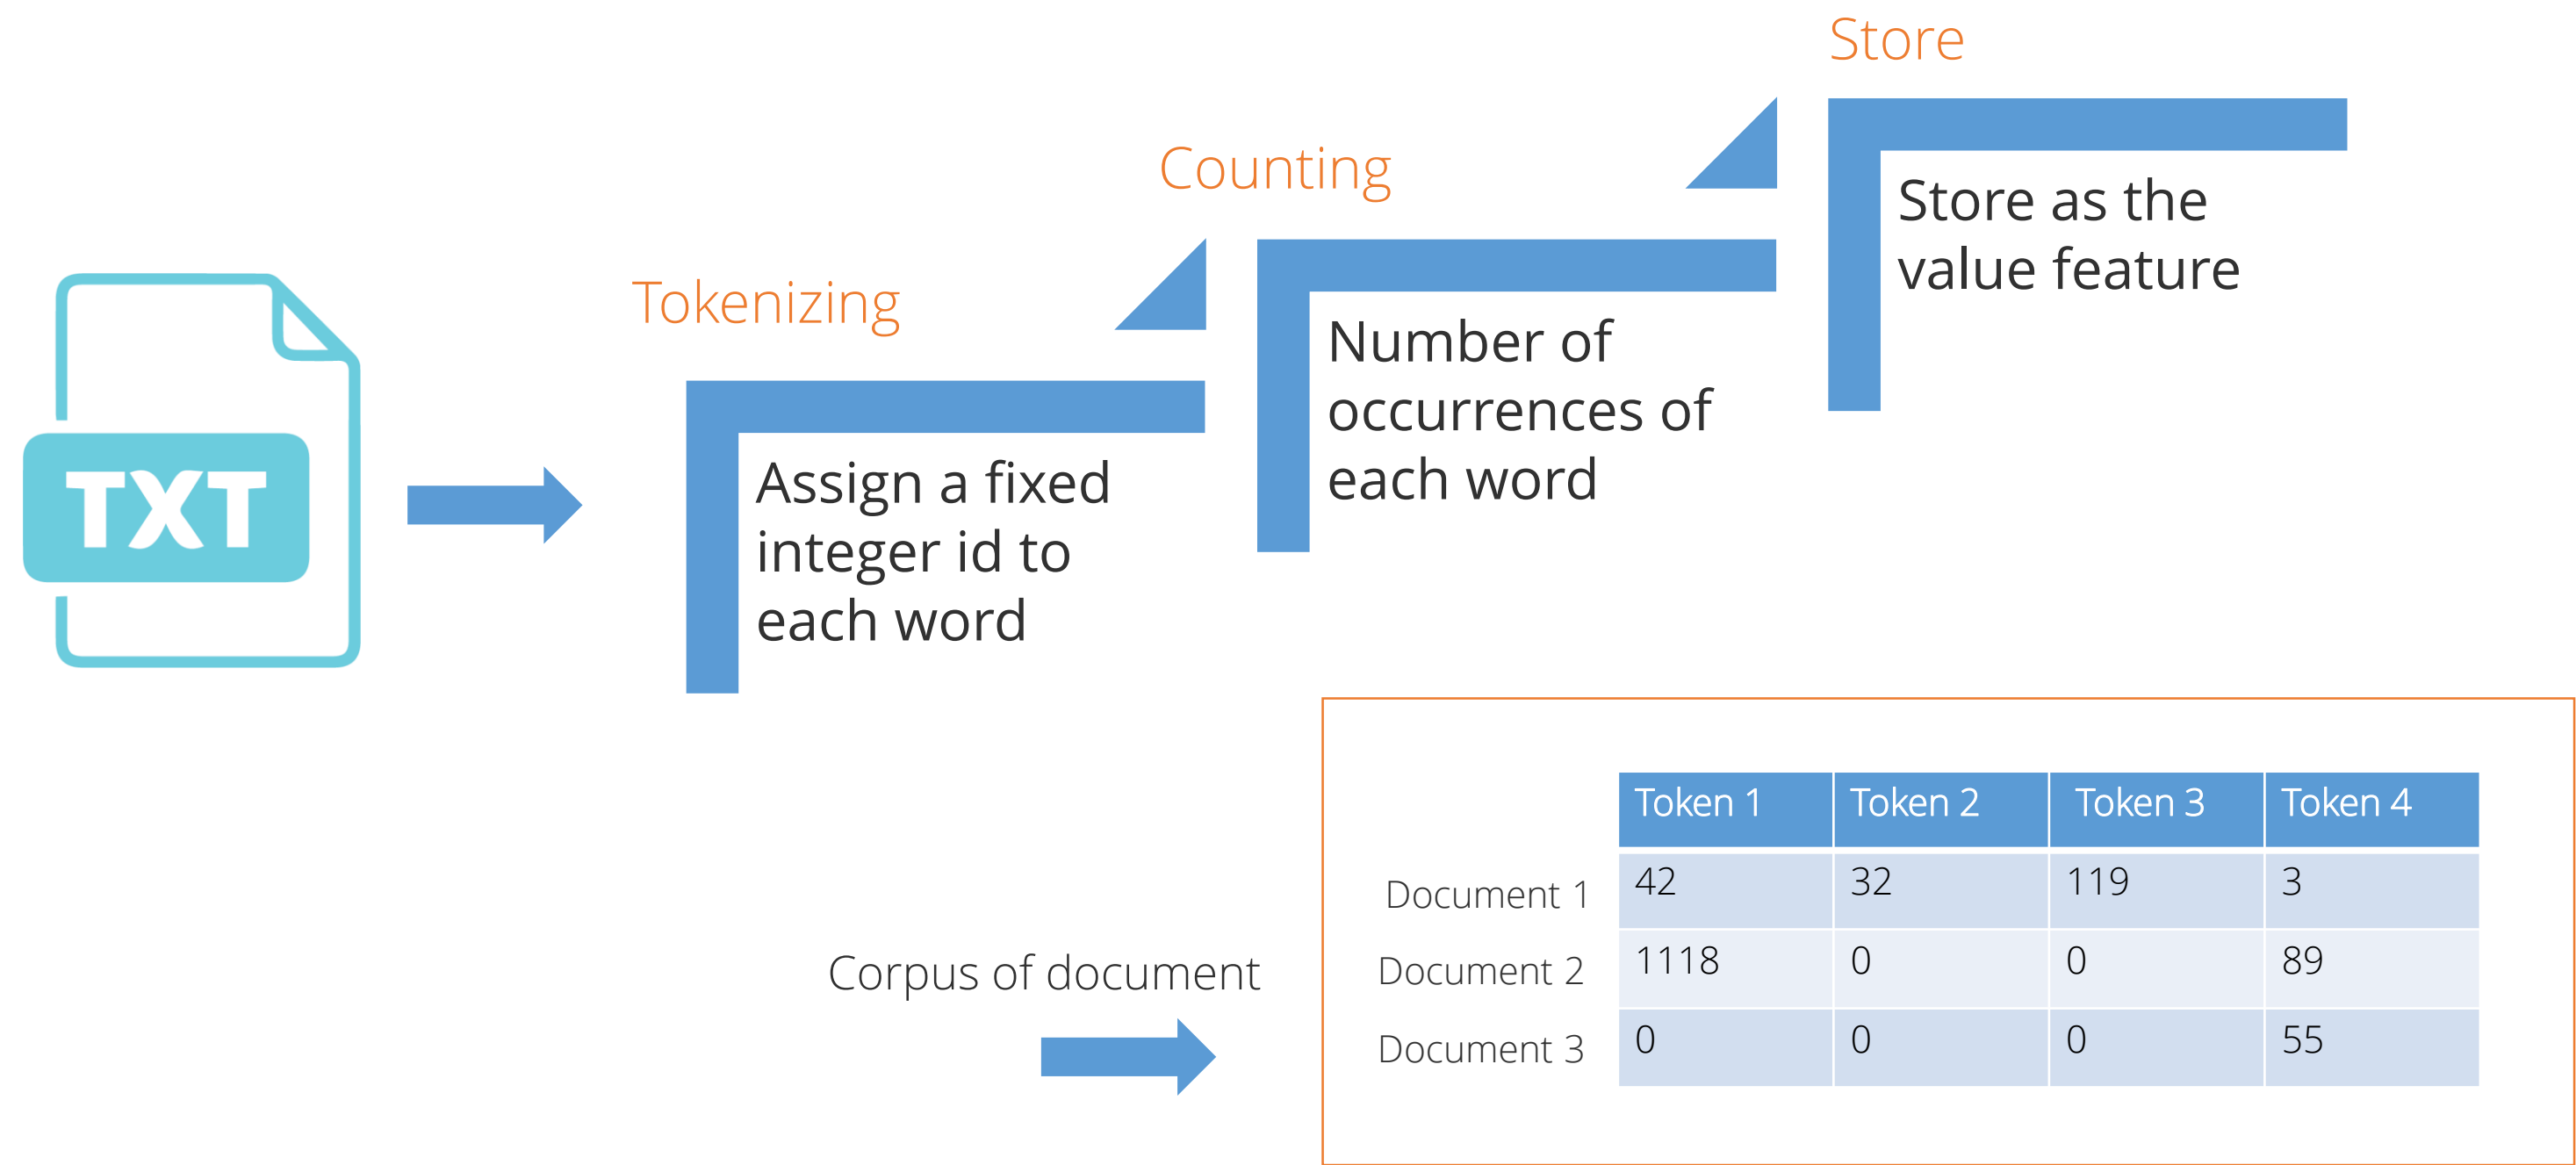 Store
Store as the
value feature
Counting
Number of
occurrences of
each word
Tokenizing
Assign a fixed
integer id to
each word
TXT
Corpus of document
Token 1 Token 2 Token 3 Token 4
Document 1 42 32 119 3
Document 2 1118 0 0 89
Document 3 0 0 0 55